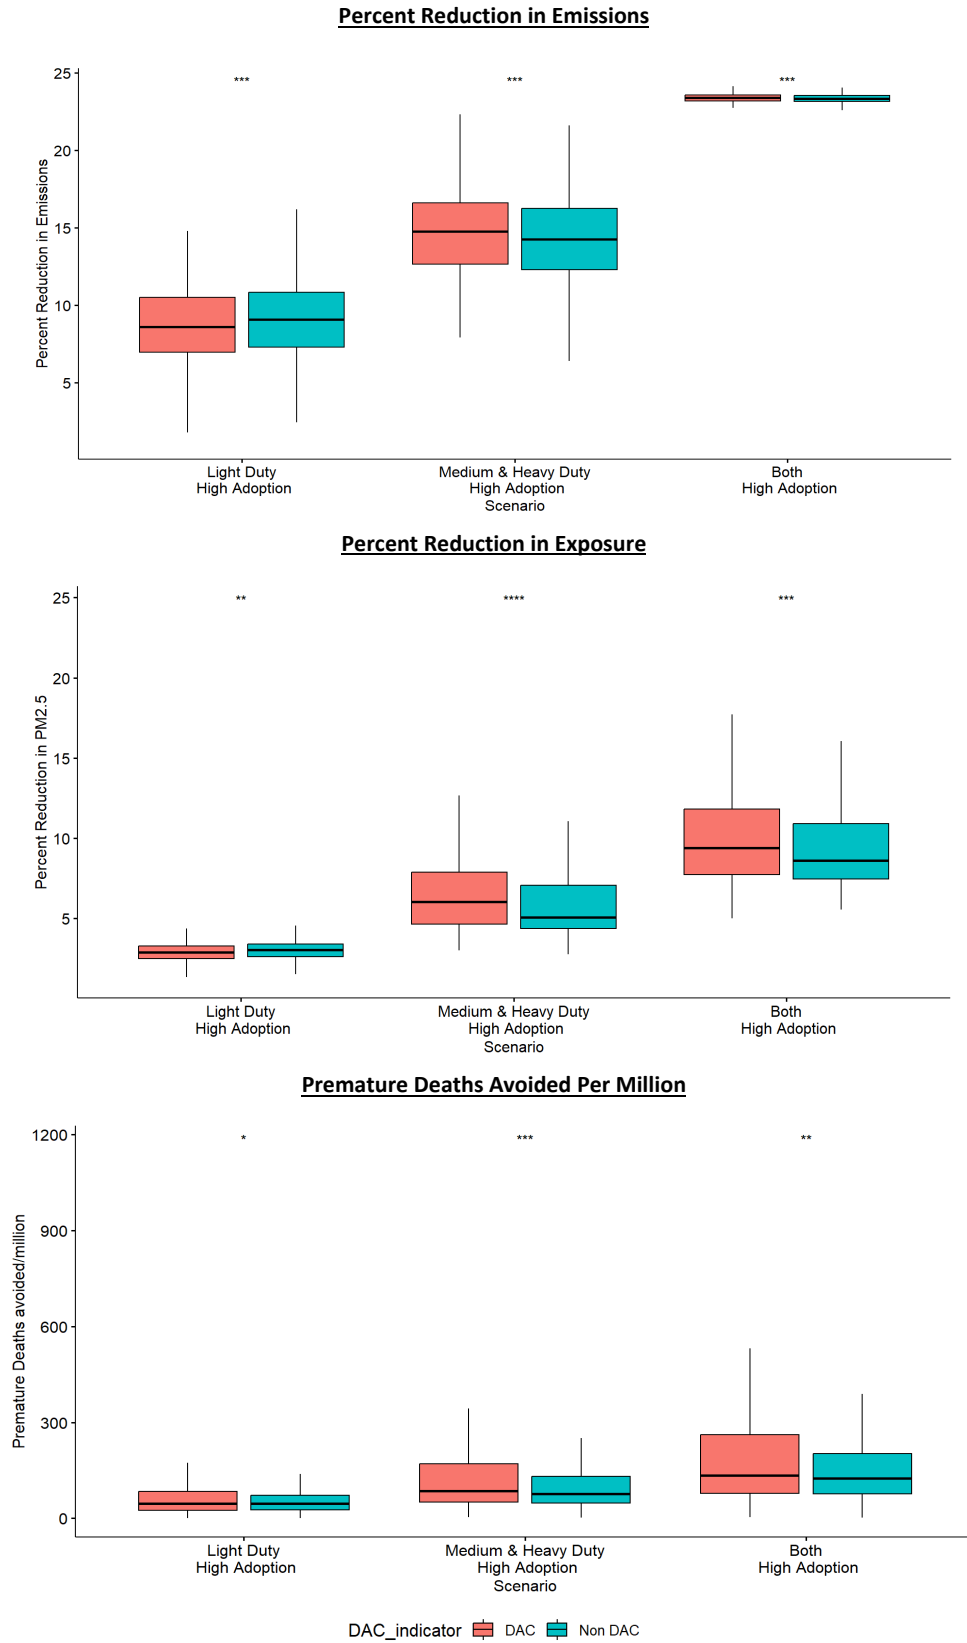 Percent Reduction in Emissions
Percent Reduction in Emissions
25
20
15
10
5
***
***
***
Light Duty
High Adoption
Medium & Heavy Duty
High Adoption
Both
High Adoption
Scenario
Percent Reduction in Exposure
Percent Reduction in PM2.5
25
20
15
10
5
**
****
***
Light Duty
High Adoption
Medium & Heavy Duty
High Adoption
Both
High Adoption
Scenario
Premature Deaths Avoided Per Million
Premature Deaths avoided/million
1200
900
600
300
0
*
***
**
Light Duty
High Adoption
Medium & Heavy Duty
High Adoption
Both
High Adoption
Scenario
DAC_indicator DAC Non DAC